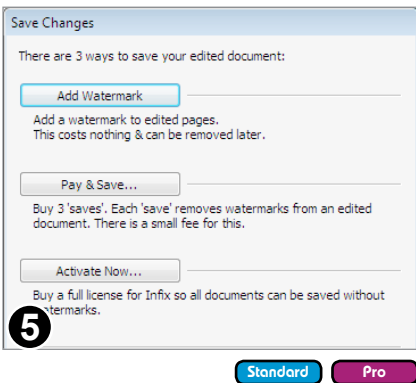 Save Changes
There are 3 ways to save your edited document:
Add Watermark
Add a watermark to edited pages.
This costs nothing & can be removed later.
Pay & Save...
Buy 3 'saves'. Each 'save' removes watermarks from an edited
document. There is a small fee for this.
Activate Now...
Buy a full license for Infix so all documents can be saved without
termarks.
5
Standard Pro